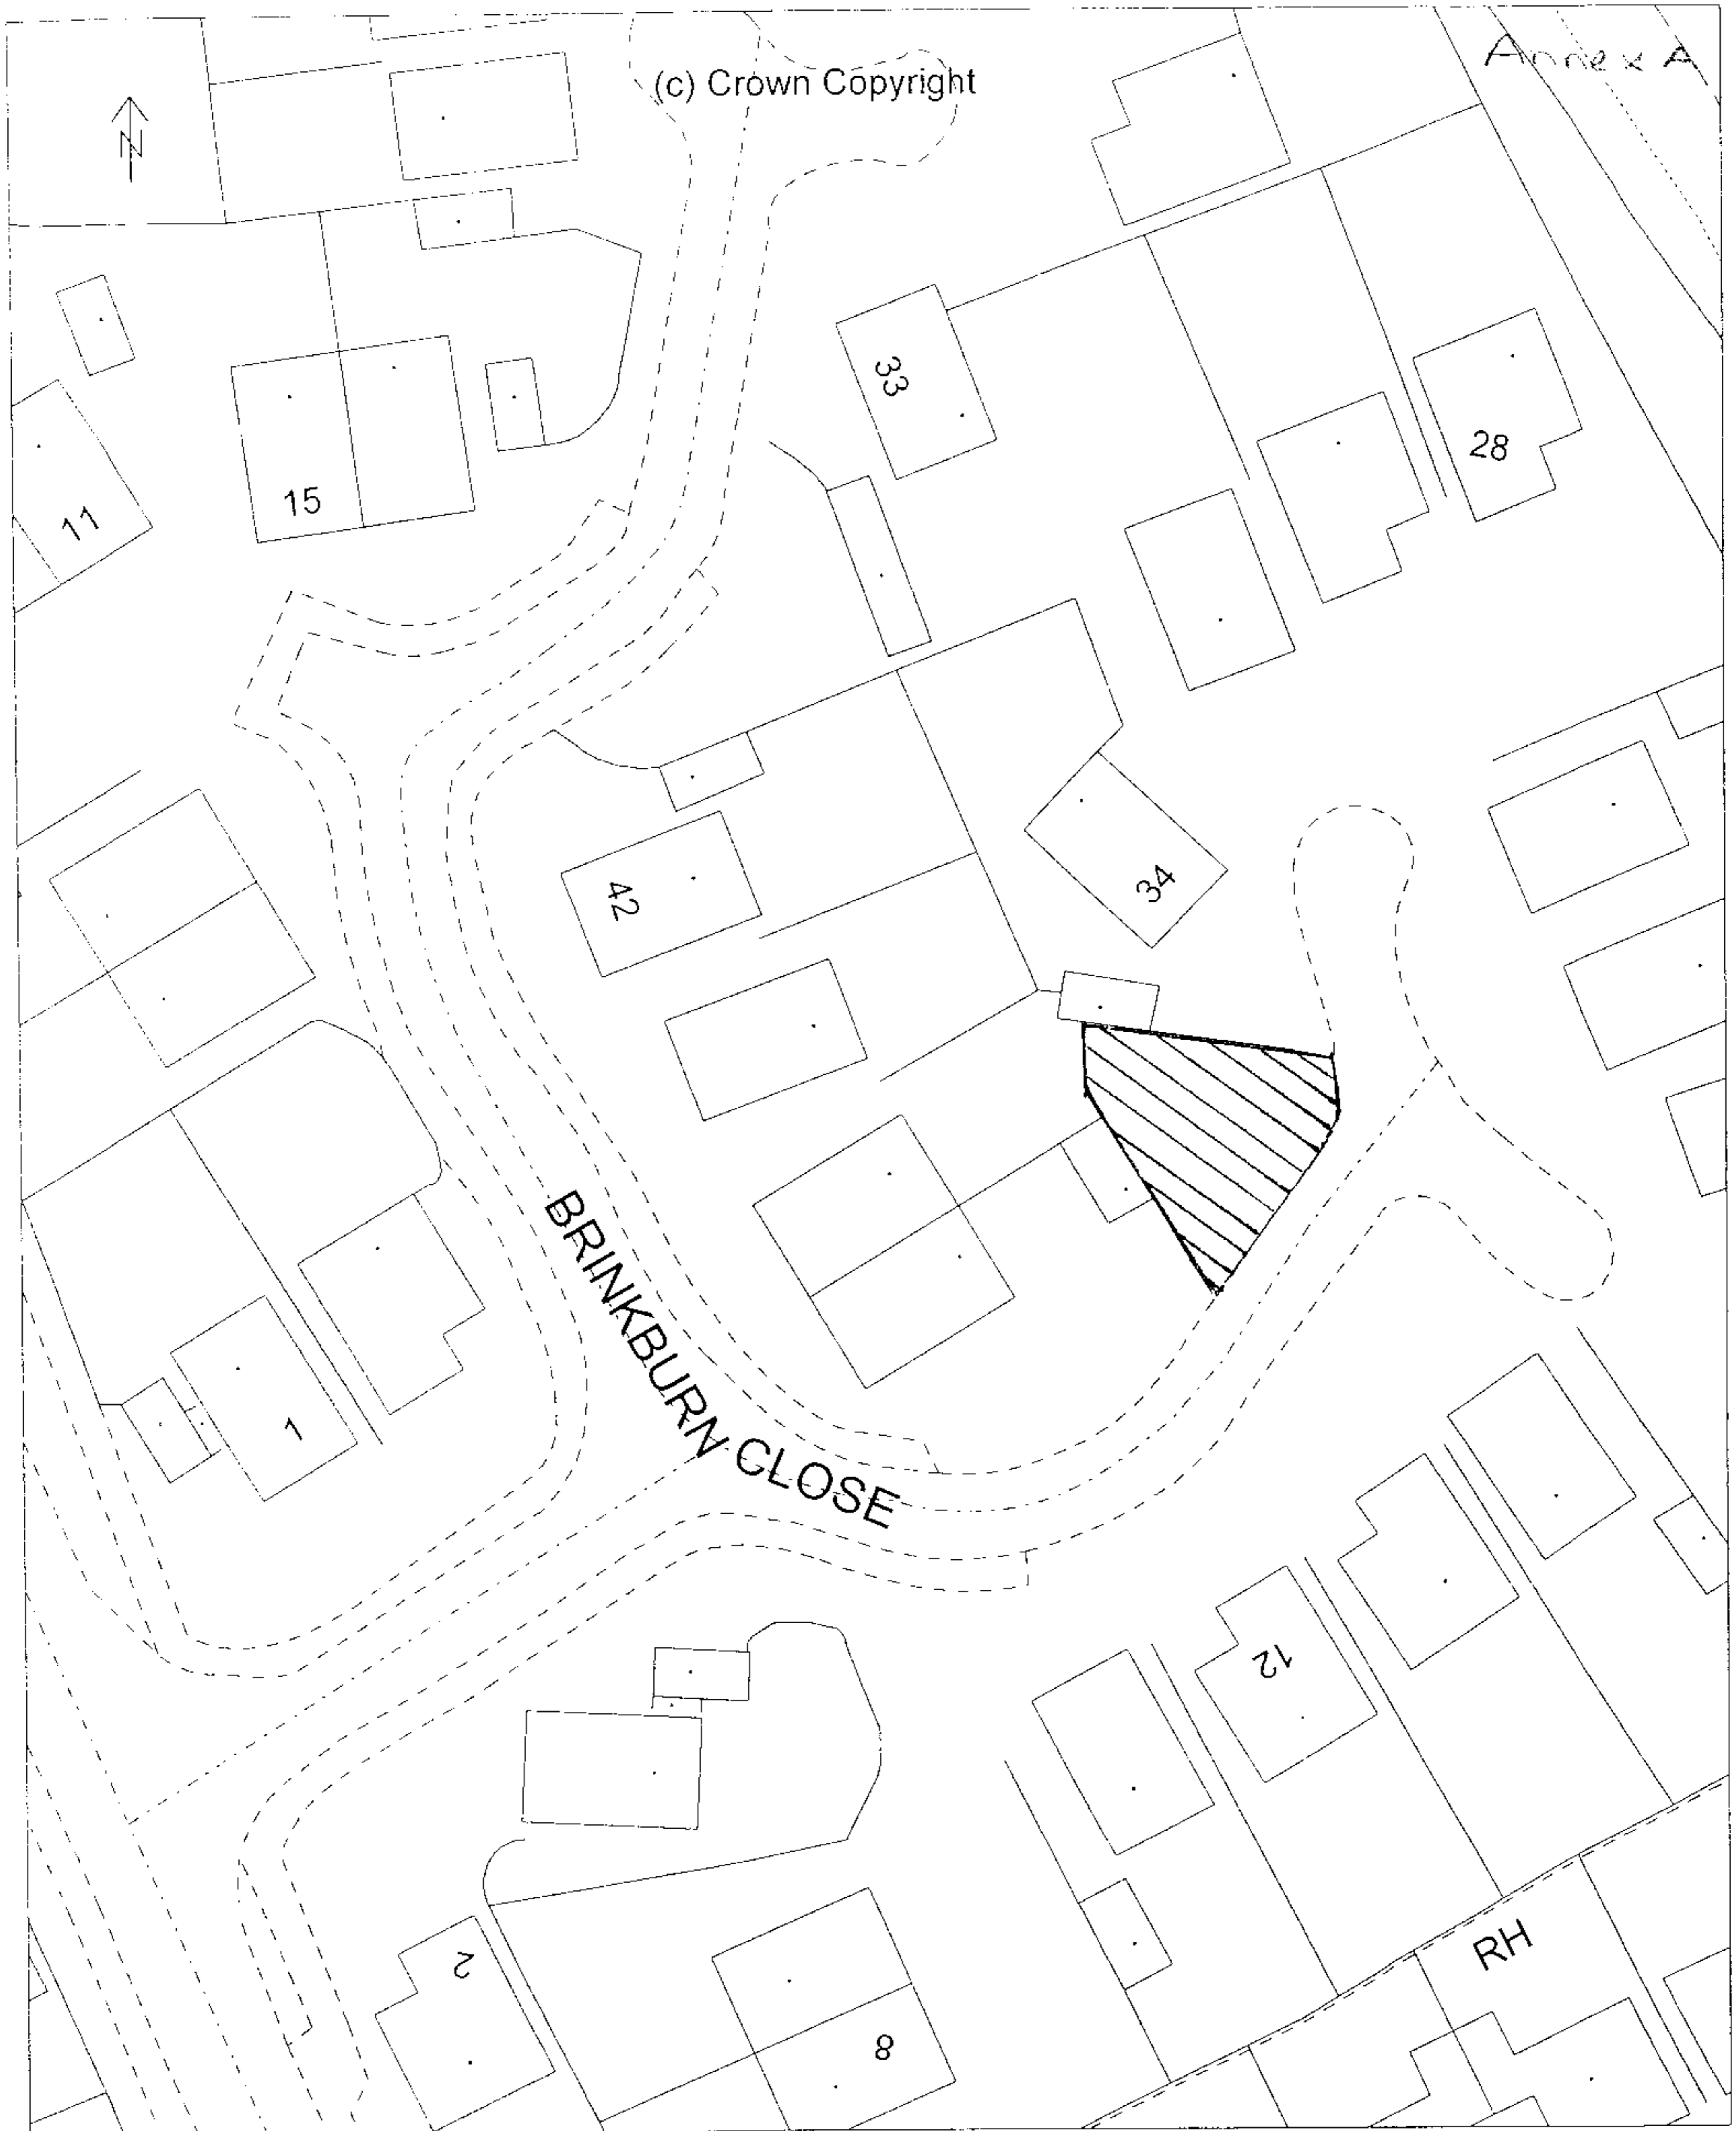 Annex A
(c) Crown Copyright
N
33
28
15
11
34
42
BRINKBURN CLOSE
1
12
2
RH
8